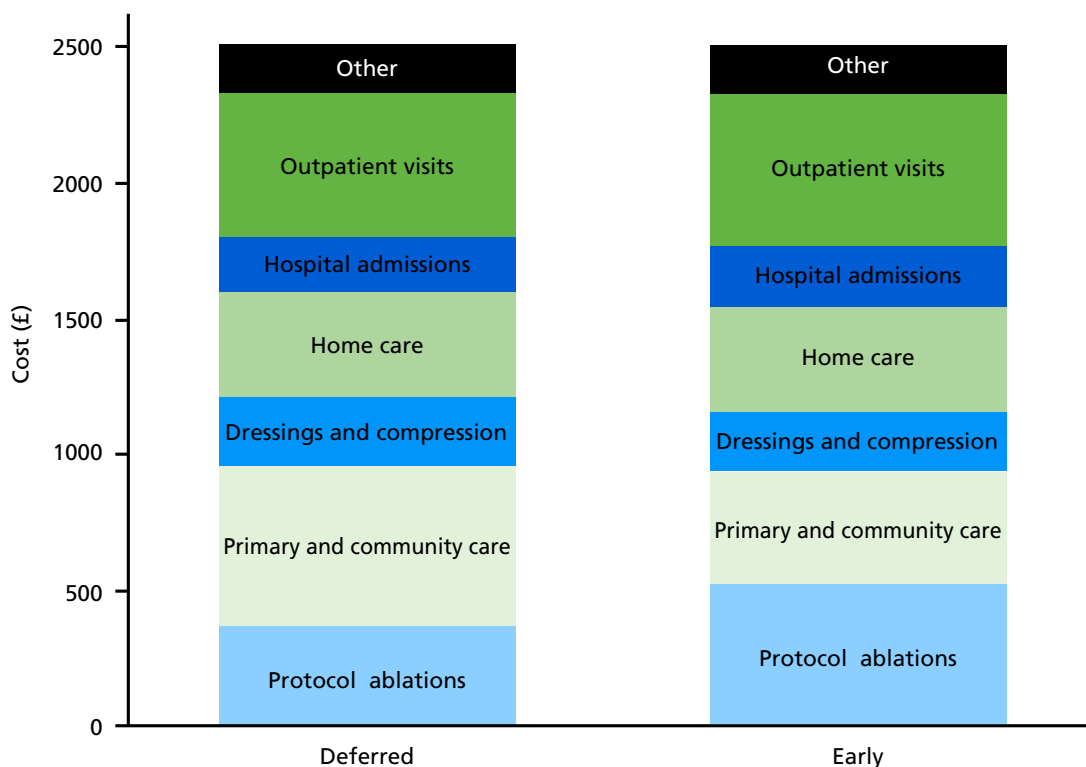 2500
2000
1500
1000
500
0
Cost (£)
Other
Outpatient visits
Hospital admissions
Home care
Dressings and compression
Primary and community care
Protocol ablations
Deferred
Other
Outpatient visits
Hospital admissions
Home care
Dressings and compression
Primary and community care
Protocol ablations
Early